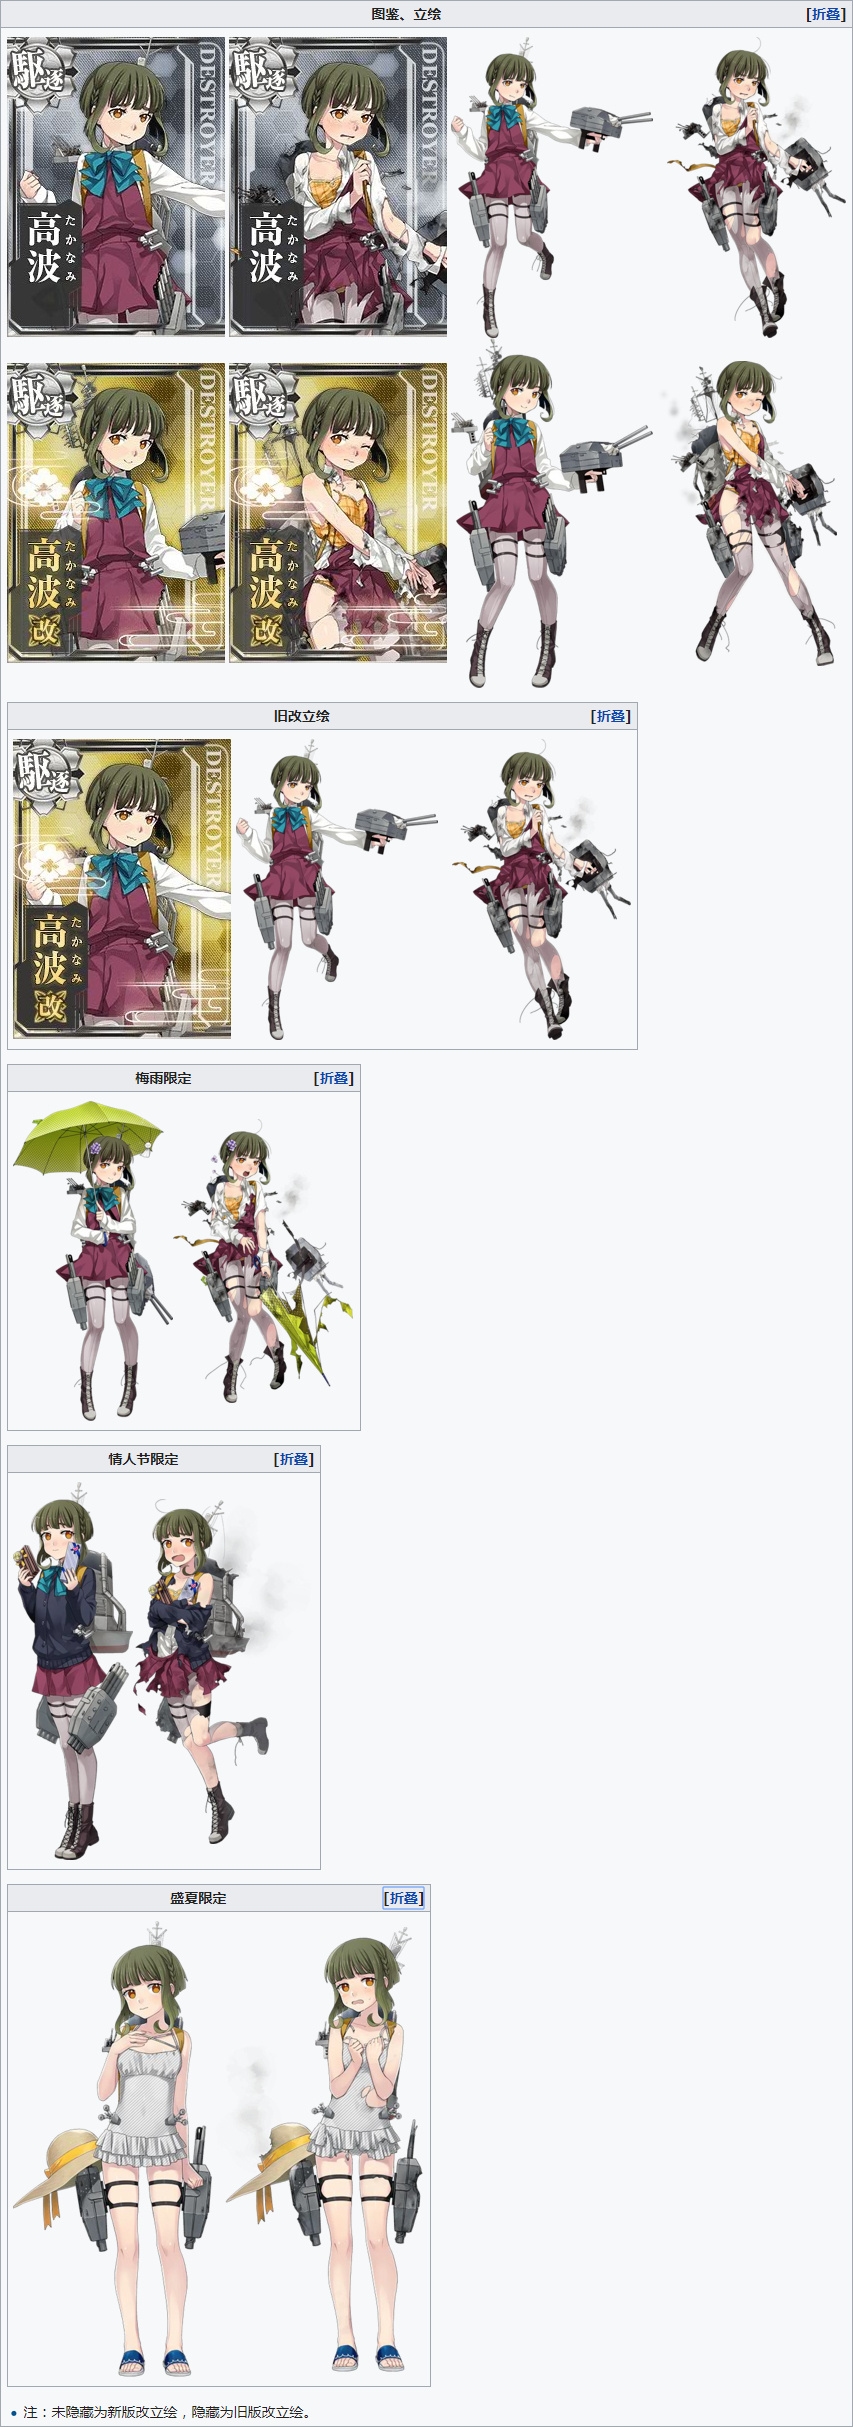 图鉴、立绘 [折叠]
駆逐 DESTROYER
高波 たかなみ
駆逐 DESTROYER
高波 たかなみ
駆逐 DESTROYER
高波改 たかなみ
駆逐 DESTROYER
高波改 たかなみ
旧改立绘 [折叠]
駆逐 DESTROYER
高波改 たかなみ
梅雨限定 [折叠]
情人节限定 [折叠]
盛夏限定 [折叠]
注：未隐藏为新版改立绘，隐藏为旧版改立绘。